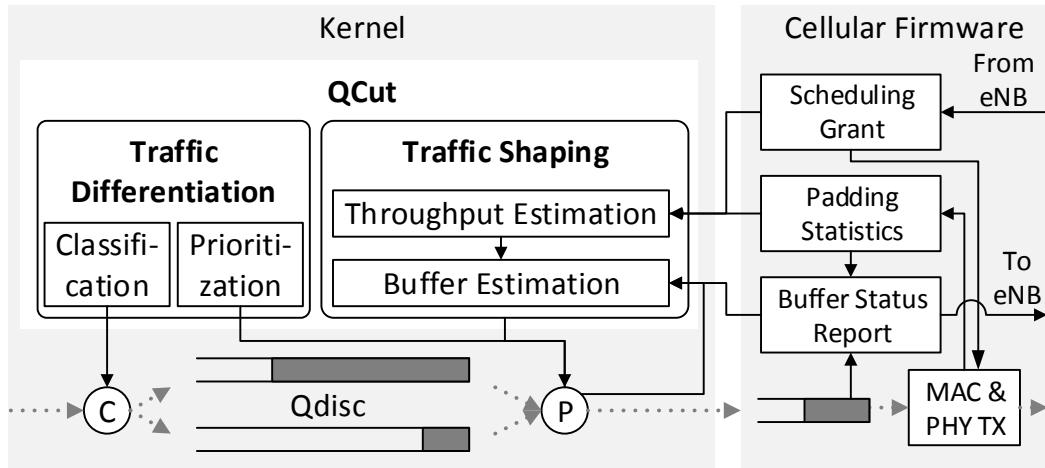 Kernel
QCut
Traffic
Differentiation
Classifi-
cation
Prioriti-
zation
Traffic Shaping
Throughput Estimation
Buffer Estimation
C
Qdisc
P
Cellular Firmware
From
eNB
Scheduling
Grant
Padding
Statistics
To
eNB
Buffer Status
Report
MAC &
PHY TX